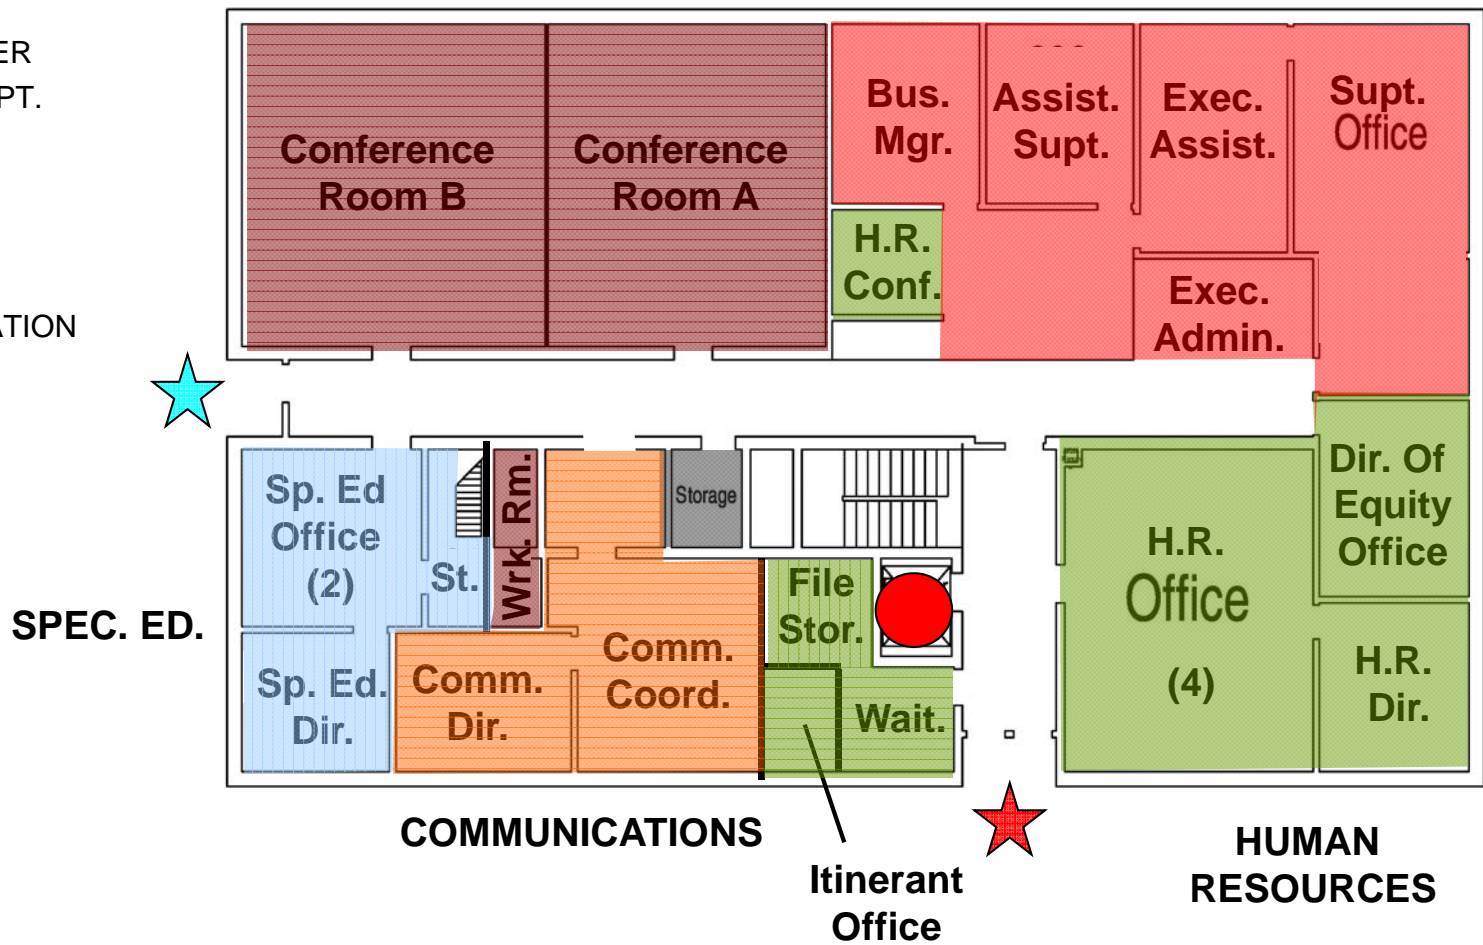 ER
PT.
ATION
Conference
Room B
Conference
Room A
Bus.
Mgr.
Assist.
Supt.
Exec.
Assist.
Supt.
Office
H.R.
Conf.
Exec.
Admin.
Sp. Ed
Office
(2)
St.
Wrk. Rm.
Storage
File
Stor.
H.R.
Office
(4)
Dir. Of
Equity
Office
SPEC. ED.
Sp. Ed.
Dir.
Comm.
Dir.
Comm.
Coord.
Wait.
H.R.
Dir.
COMMUNICATIONS
Itinerant
Office
HUMAN
RESOURCES